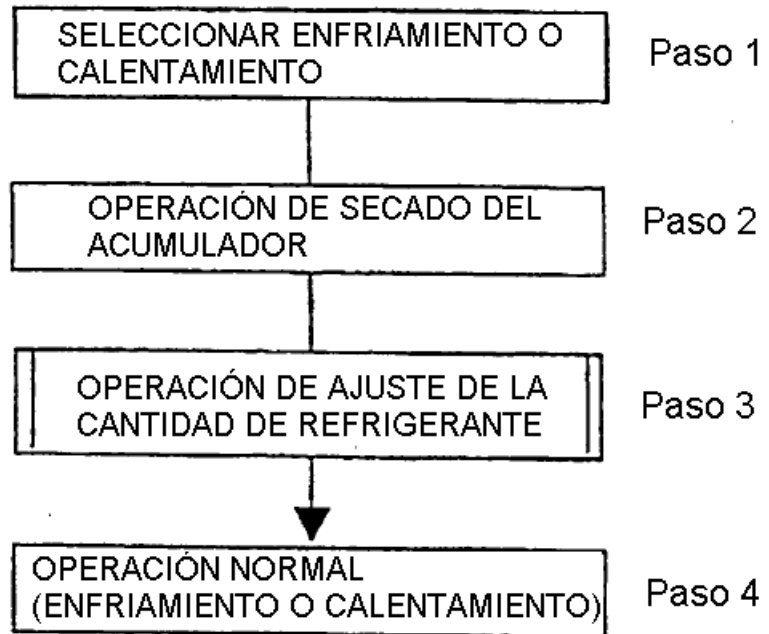 SELECCIONAR ENFRIAMIENTO O
CALENTAMIENTO
Paso 1
OPERACIÓN DE SECADO DEL
ACUMULADOR
Paso 2
OPERACIÓN DE AJUSTE DE LA
CANTIDAD DE REFRIGERANTE
Paso 3
OPERACIÓN NORMAL
(ENFRIAMIENTO O CALENTAMIENTO)
Paso 4